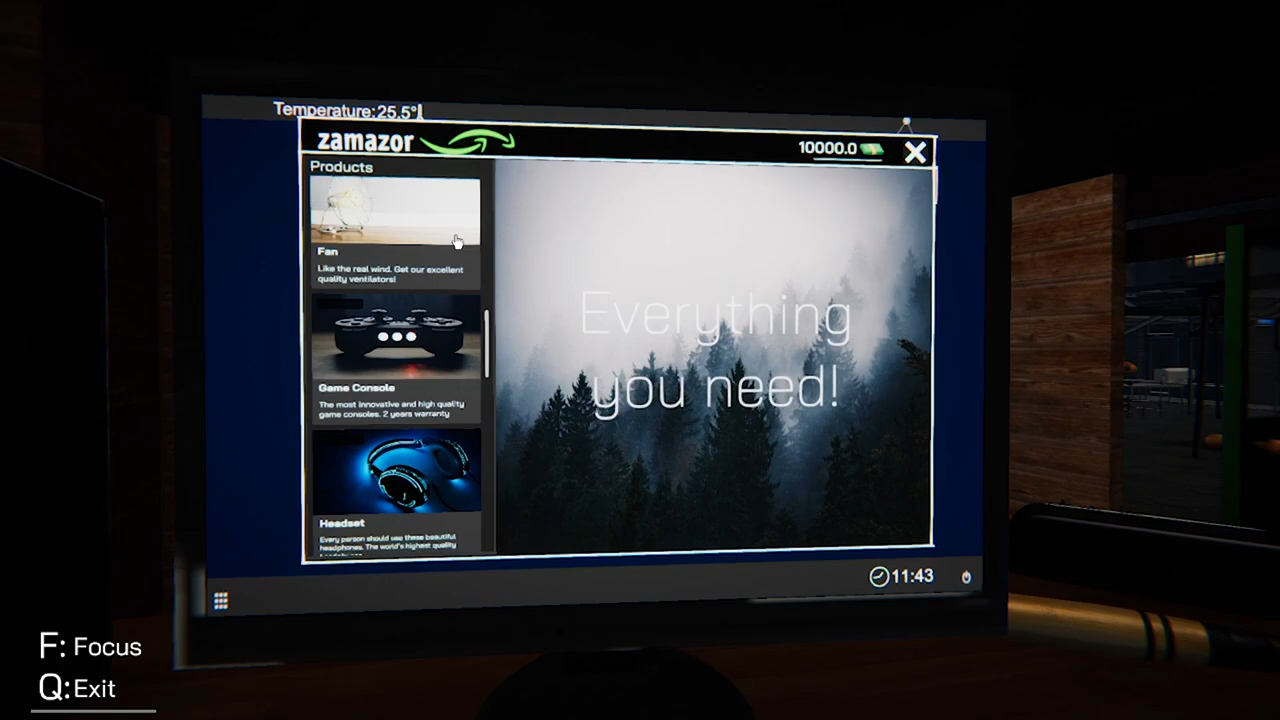 Temperature:25.5°
zamazor
10000.0
Products
Fan
Like the real wind. Get our excellent
quality ventilators!
Game Console
The most innovative and high quality
game consoles. 2 years warranty
Headset
Every person should use these beautiful
headphones. The world's highest quality
Everything
you need!
11:43
F: Focus
Q:Exit